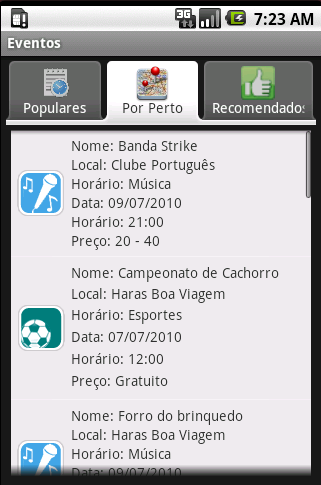 3G 7:23 AM
Eventos
Populares
Por Perto
Recomendados
Nome: Banda Strike
Local: Clube Português
Horário: Música
Data: 09/07/2010
Horário: 21:00
Preço: 20 - 40
Nome: Campeonato de Cachorro
Local: Haras Boa Viagem
Horário: Esportes
Data: 07/07/2010
Horário: 12:00
Preço: Gratuito
Nome: Forro do brinquedo
Local: Haras Boa Viagem
Horário: Música
Data: 09/07/2010